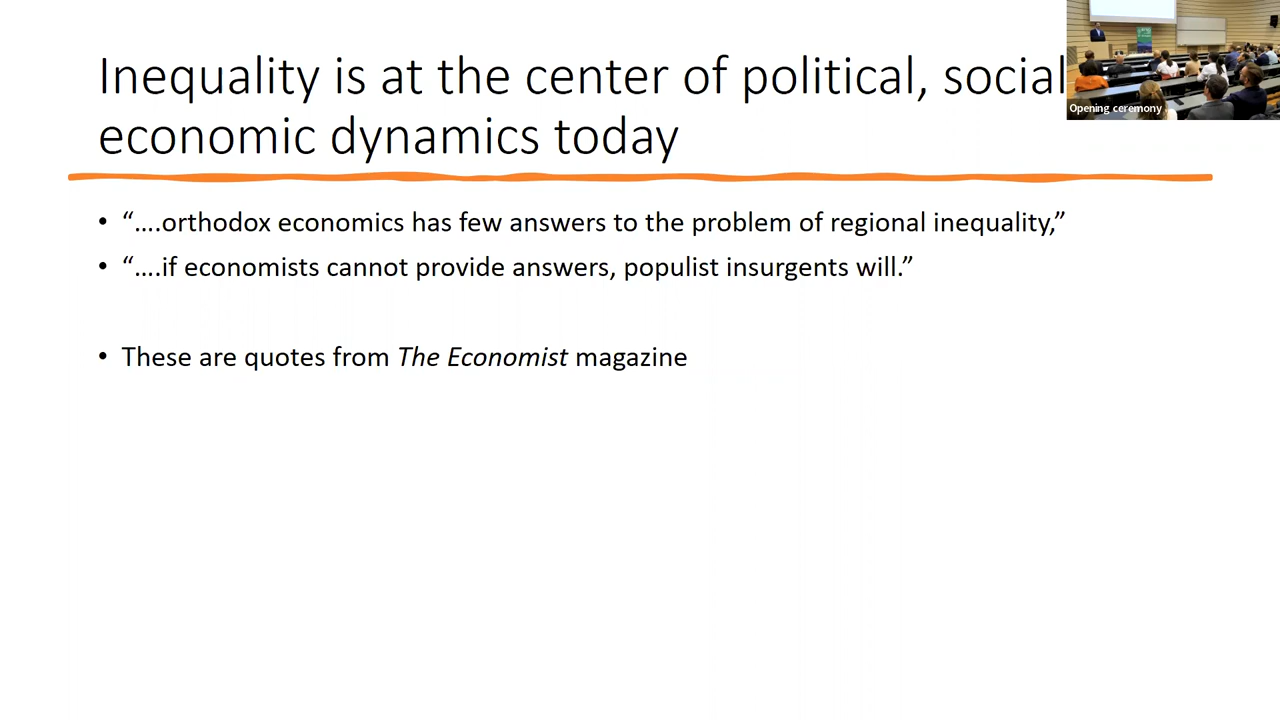 Inequality is at the center of political, social
economic dynamics today
• “….orthodox economics has few answers to the problem of regional inequality,”
• “….if economists cannot provide answers, populist insurgents will.”
• These are quotes from The Economist magazine
Opening ceremony